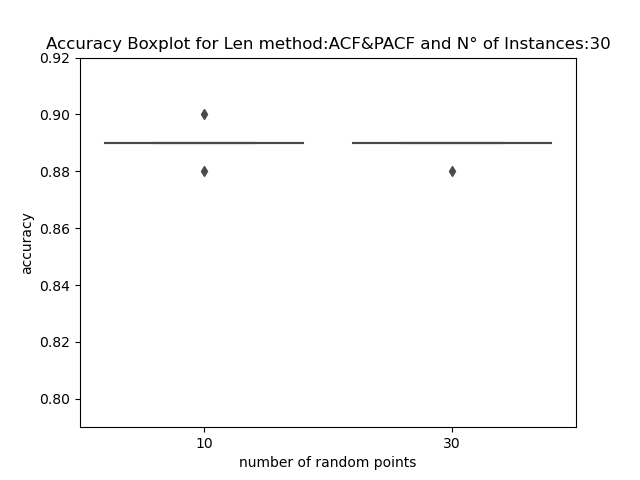 Accuracy Boxplot for Len method:ACF&PACF and N° of Instances:30
0.92
0.90
0.88
0.86
0.84
0.82
0.80
accuracy
10 30
number of random points